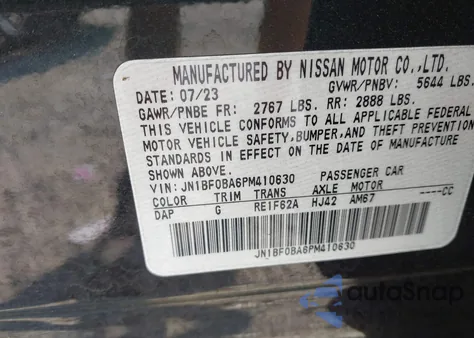 MANUFACTURED BY NISSAN MOTOR CO.,LTD.
DATE: 07/23 GVWR/PNBV: 5644 LBS.
GAWR/PNBE FR: 2767 LBS. RR: 2888 LBS.
THIS VEHICLE CONFORMS TO ALL APPLICABLE FEDERAL
MOTOR VEHICLE SAFETY,BUMPER,AND THEFT PREVENTION
STANDARDS IN EFFECT ON THE DATE OF MANUFACTURE
SHOWN ABOVE.
VIN: JN1BF0BA6PM410630 PASSENGER CAR
COLOR TRIM TRANS AXLE MOTOR ----CC
DAP G RE1F62A HJ42 AM67
JN1BF0BA6PM410630
autoSnap